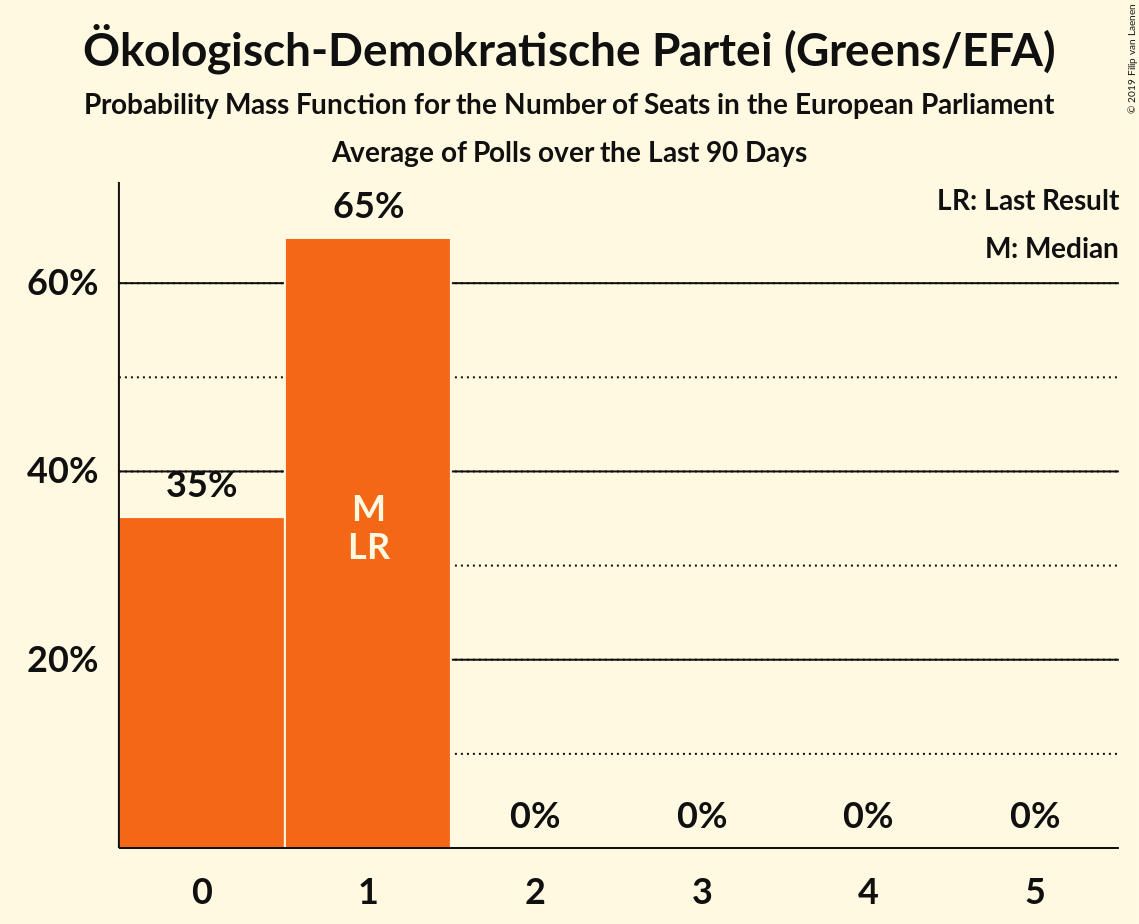 Ökologisch-Demokratische Partei (Greens/EFA)
Probability Mass Function for the Number of Seats in the European Parliament
Average of Polls over the Last 90 Days
© 2019 Filip van Laenen
LR: Last Result
M: Median
65%
60%
40%
35%
M
LR
20%
0% 0% 0% 0%
0 1 2 3 4 5